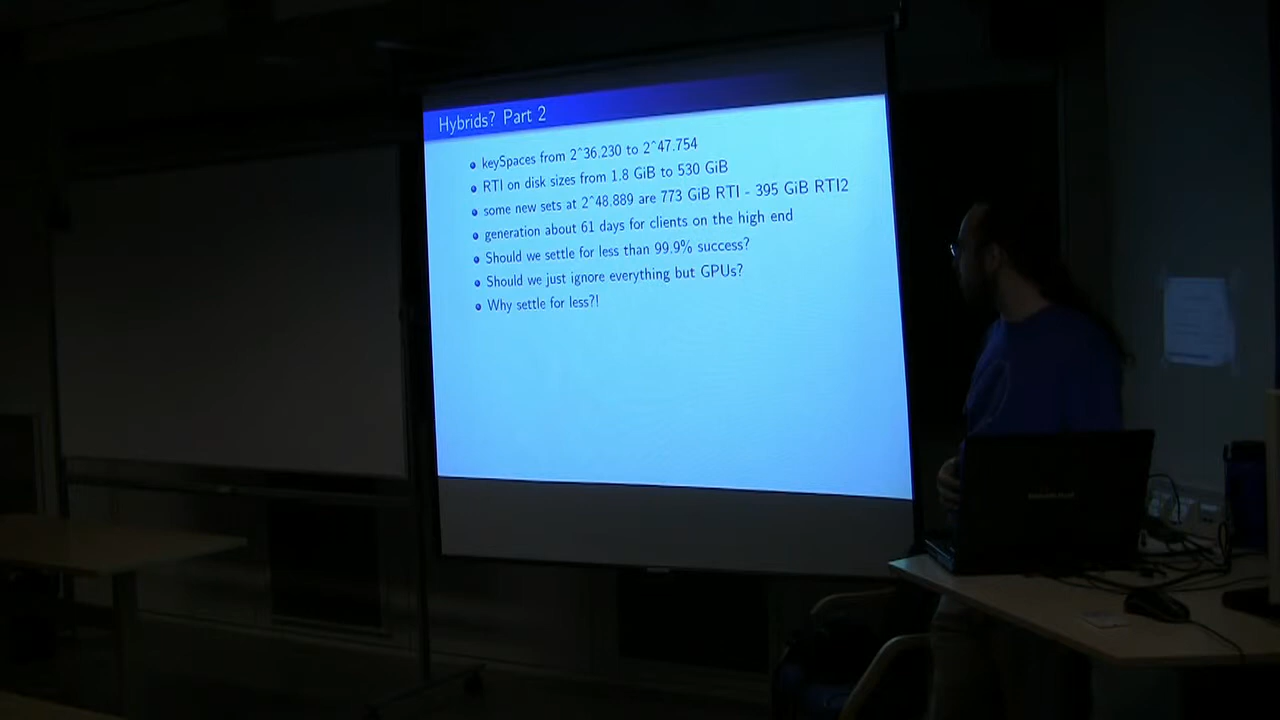 Hybrids? Part 2
keySpaces from 2^36.230 to 2^47.754
RTI on disk sizes from 1.8 GiB to 530 GiB
some new sets at 2^48.889 are 773 GiB RTI - 395 GiB RTI2
generation about 61 days for clients on the high end
Should we settle for less than 99.9% success?
Should we just ignore everything but GPUs?
Why settle for less?!